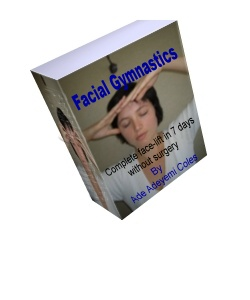 Facial Gymnastics
Complete face-lift in 7 days
without surgery
By
Ade Adeyemi Coles